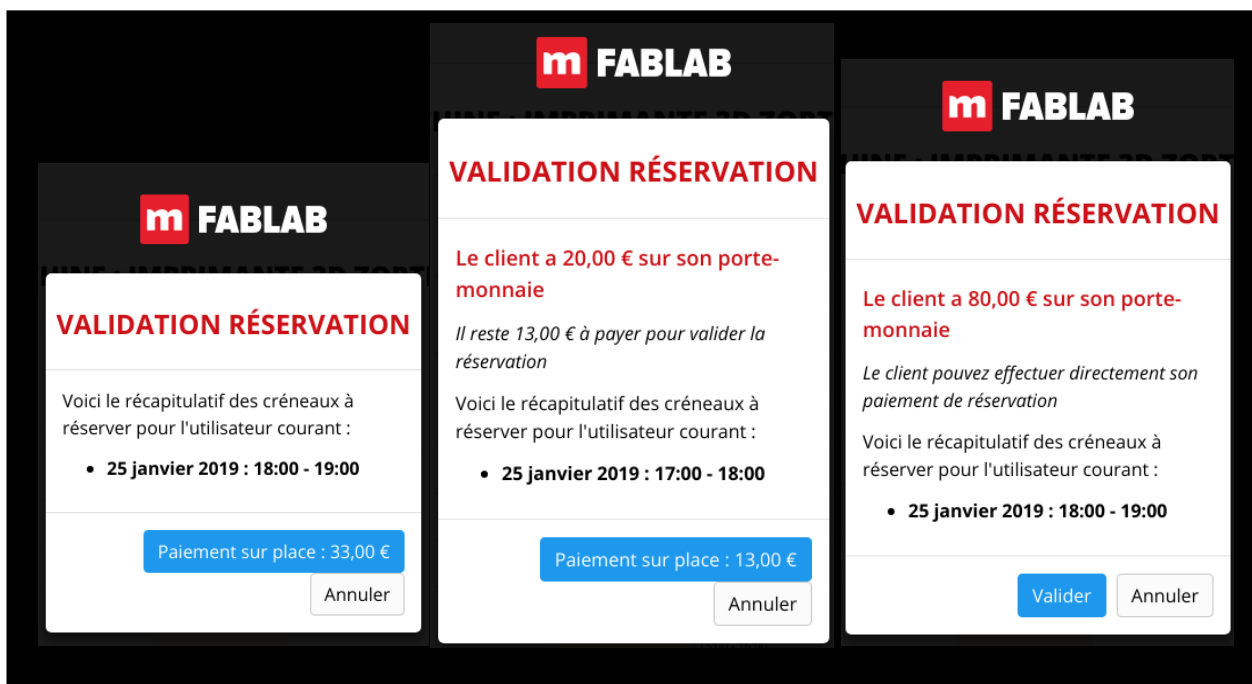 m FABLAB
VALIDATION RÉSERVATION
Voici le récapitulatif des créneaux à
réserver pour l'utilisateur courant :
• 25 janvier 2019 : 18:00 - 19:00
Paiement sur place : 33,00 €
Annuler
m FABLAB
VALIDATION RÉSERVATION
Le client a 20,00 € sur son porte-
monnaie
Il reste 13,00 € à payer pour valider la
réservation
Voici le récapitulatif des créneaux à
réserver pour l'utilisateur courant :
• 25 janvier 2019 : 17:00 - 18:00
Paiement sur place : 13,00 €
Annuler
m FABLAB
VALIDATION RÉSERVATION
Le client a 80,00 € sur son porte-
monnaie
Le client pouvez effectuer directement son
paiement de réservation
Voici le récapitulatif des créneaux à
réserver pour l'utilisateur courant :
• 25 janvier 2019 : 18:00 - 19:00
Valider
Annuler